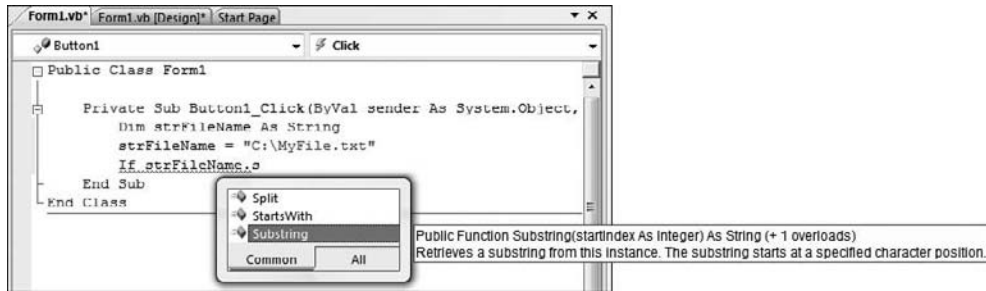 Form1.vb* Form1.vb [Design]* Start Page
Button1 Click
Public Class Form1
Private Sub Button1_Click(ByVal sender As System.Object,
Dim strFileName As String
strFileName = "C:\MyFile.txt"
If strFileName.s
End Sub
End Class
Split
StartsWith
Substring
Common All
Public Function Substring(startIndex As Integer) As String (+ 1 overloads)
Retrieves a substring from this instance. The substring starts at a specified character position.